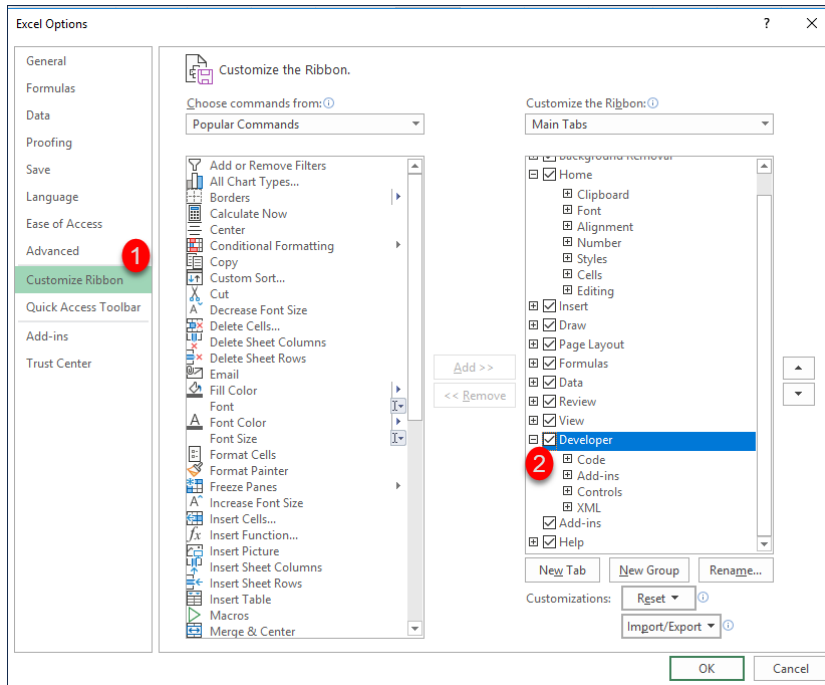 Excel Options
?
General
Formulas
Data
Proofing
Save
Language
Ease of Access
Advanced
1
Customize Ribbon
Quick Access Toolbar
Add-ins
Trust Center
Customize the Ribbon.
Choose commands from:
Popular Commands
Add or Remove Filters
All Chart Types...
Borders
Calculate Now
Center
Conditional Formatting
Copy
Custom Sort...
Cut
Decrease Font Size
Delete Cells...
Delete Sheet Columns
Delete Sheet Rows
Email
Fill Color
Font
Font Color
Font Size
Format Cells
Format Painter
Freeze Panes
Increase Font Size
Insert Cells...
Insert Function...
Insert Picture
Insert Sheet Columns
Insert Sheet Rows
Insert Table
Macros
Merge & Center
Add >>
<< Remove
Customize the Ribbon:
Main Tabs
Background Removal
Home
Clipboard
Font
Alignment
Number
Styles
Cells
Editing
Insert
Draw
Page Layout
Formulas
Data
Review
View
Developer
2
Code
Add-ins
Controls
XML
Add-ins
Help
New Tab
New Group
Rename...
Customizations:
Reset
Import/Export
OK
Cancel